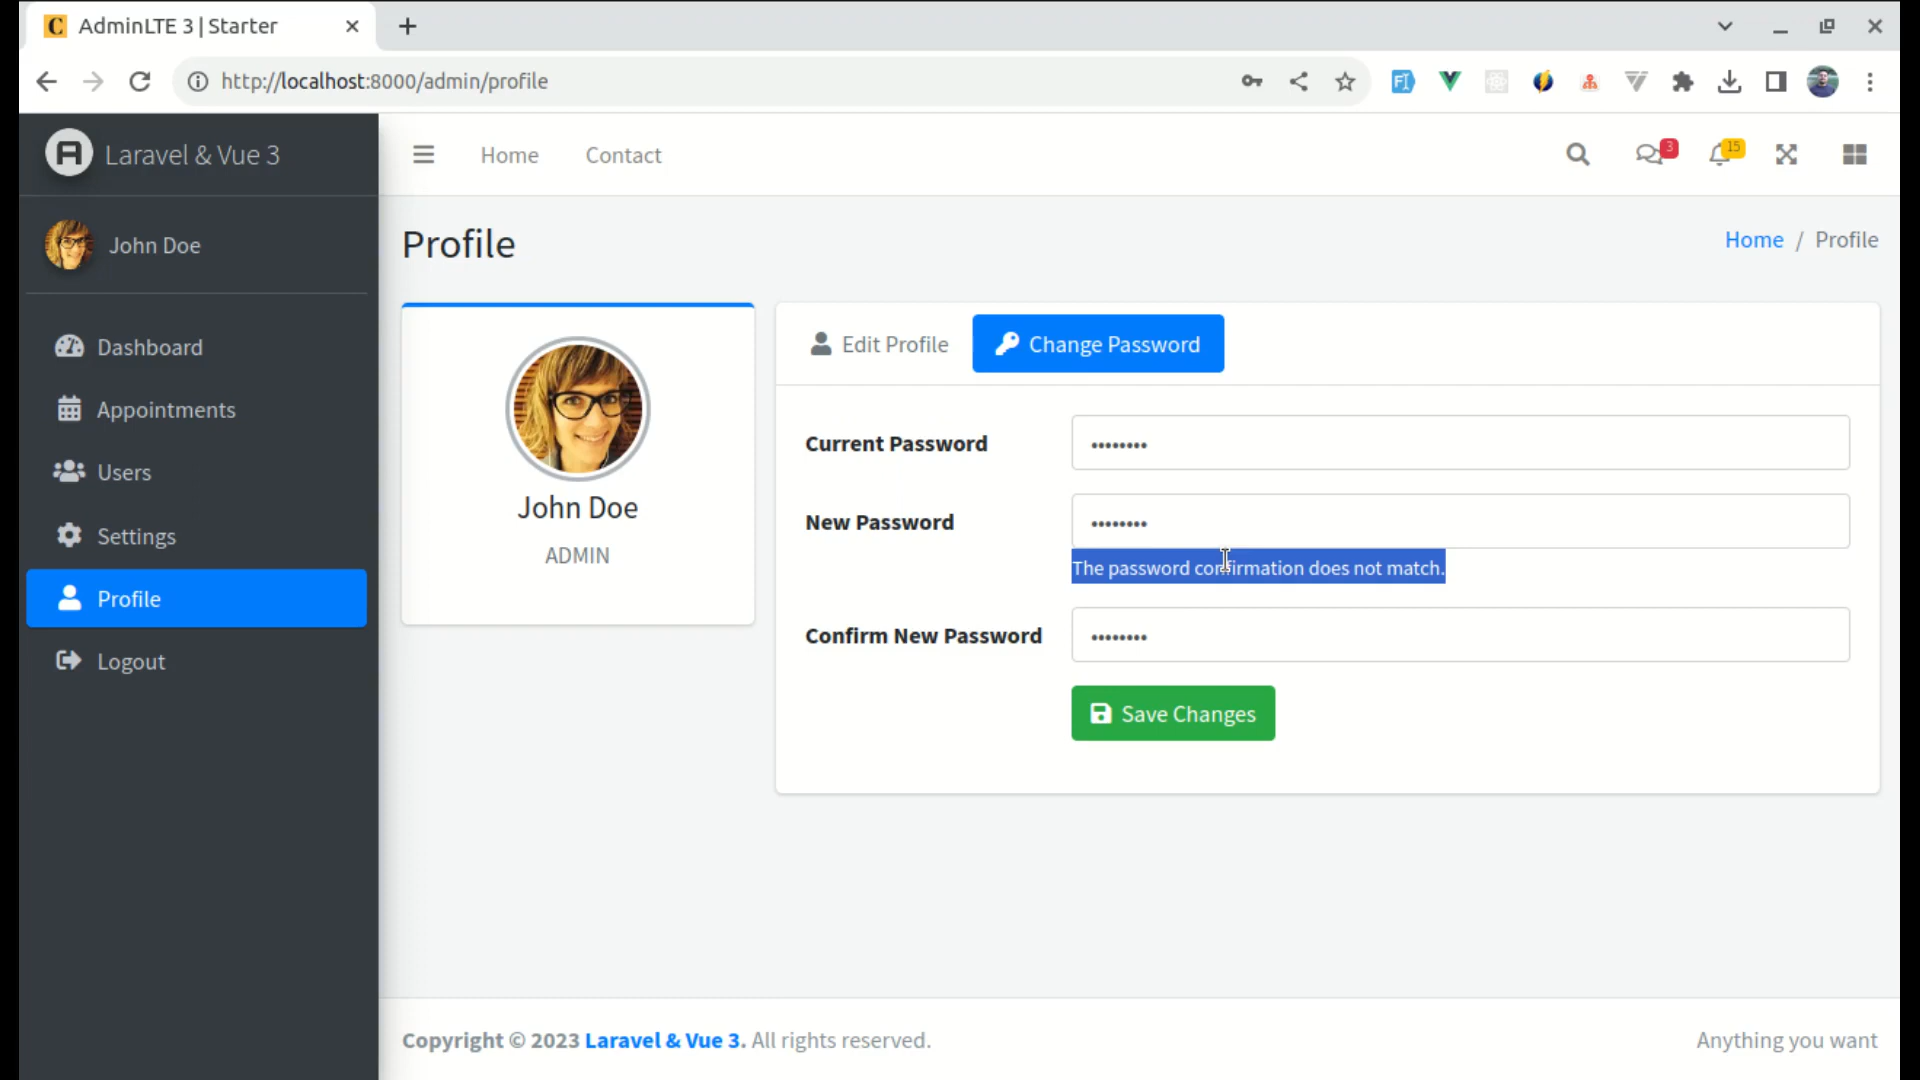 AdminLTE 3 | Starter
http://localhost:8000/admin/profile
Laravel & Vue 3
Home
Contact
3
15
John Doe
Profile
Home / Profile
Dashboard
Appointments
Users
Settings
Profile
Logout
John Doe
ADMIN
Edit Profile
Change Password
Current Password
••••••••
New Password
••••••••
The password confirmation does not match.
Confirm New Password
••••••••
Save Changes
Copyright © 2023 Laravel & Vue 3. All rights reserved.
Anything you want